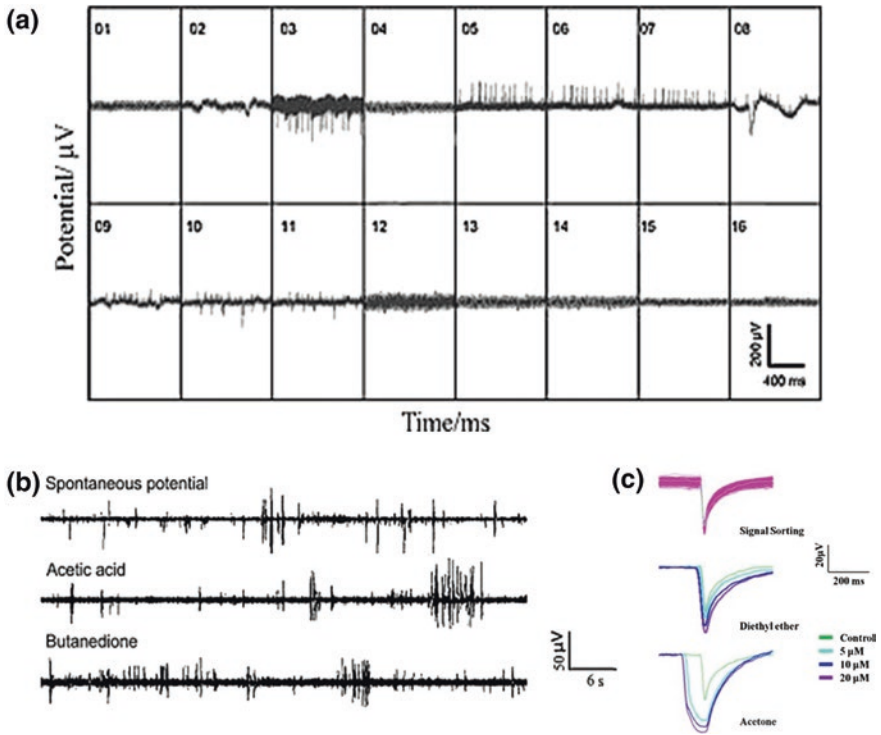 (a)
01 02 03 04 05 06 07 08
Potential/ µV
09 10 11 12 13 14 15 16
200 µV
400 ms
Time/ms
(b)
Spontaneous potential
Acetic acid
Butanedione
50 µV
6 s
(c)
Signal Sorting
20µV
200 ms
Diethyl ether
Control
5 µM
10 µM
20 µM
Acetone